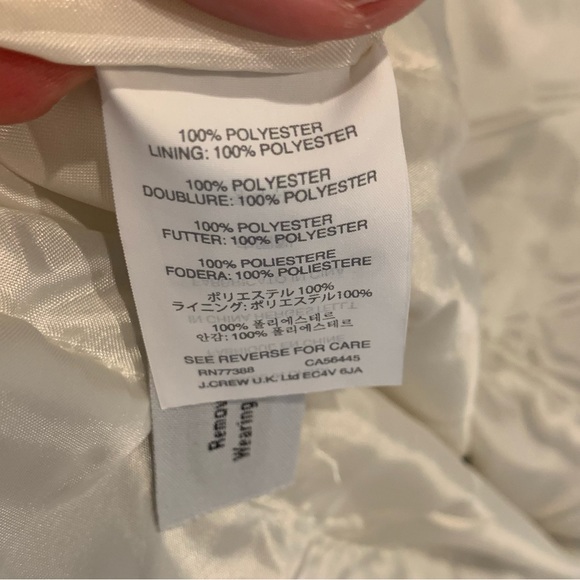 100% POLYESTER
LINING: 100% POLYESTER
100% POLYESTER
DOUBLURE: 100% POLYESTER
100% POLYESTER
FUTTER: 100% POLYESTER
100% POLIESTERE
FODERA: 100% POLIESTERE
ポリエステル 100%
ライニング: ポリエステル100%
100% 폴리에스테르
안감: 100% 폴리에스테르
SEE REVERSE FOR CARE
RN77388 CA56445
J.CREW U.K. Ltd EC4V 6JA
Wearing